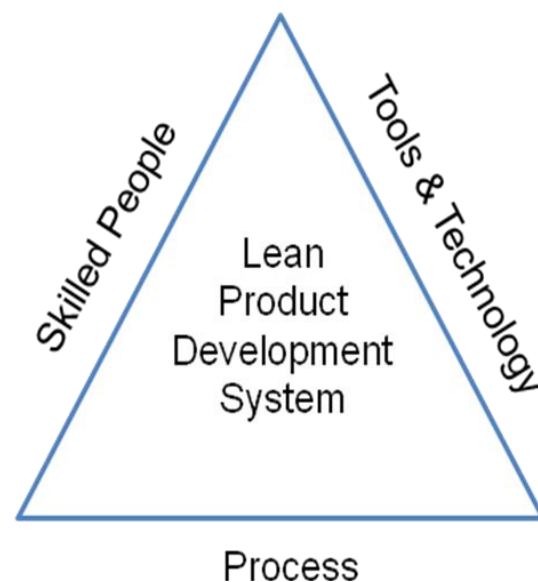 Skilled People
Tools & Technology
Lean
Product
Development
System
Process